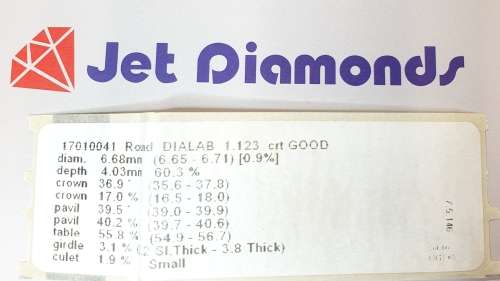 Jet Diamonds
17010041 Road DIALAB 1.123 crt GOOD
diam. 6.68mm (6.65 - 6.71) [0.9%]
depth 4.03mm 60.3 %
crown 36.9° (35.6 - 37.8)
crown 17.0 % (16.5 - 18.0)
pavil 39.5° (39.0 - 39.9)
pavil 40.2 % (39.7 - 40.6)
table 55.8 % (54.9 - 56.7)
girdle 3.1 % (2 Sl.Thick - 3.8 Thick)
culet 1.9 % Small